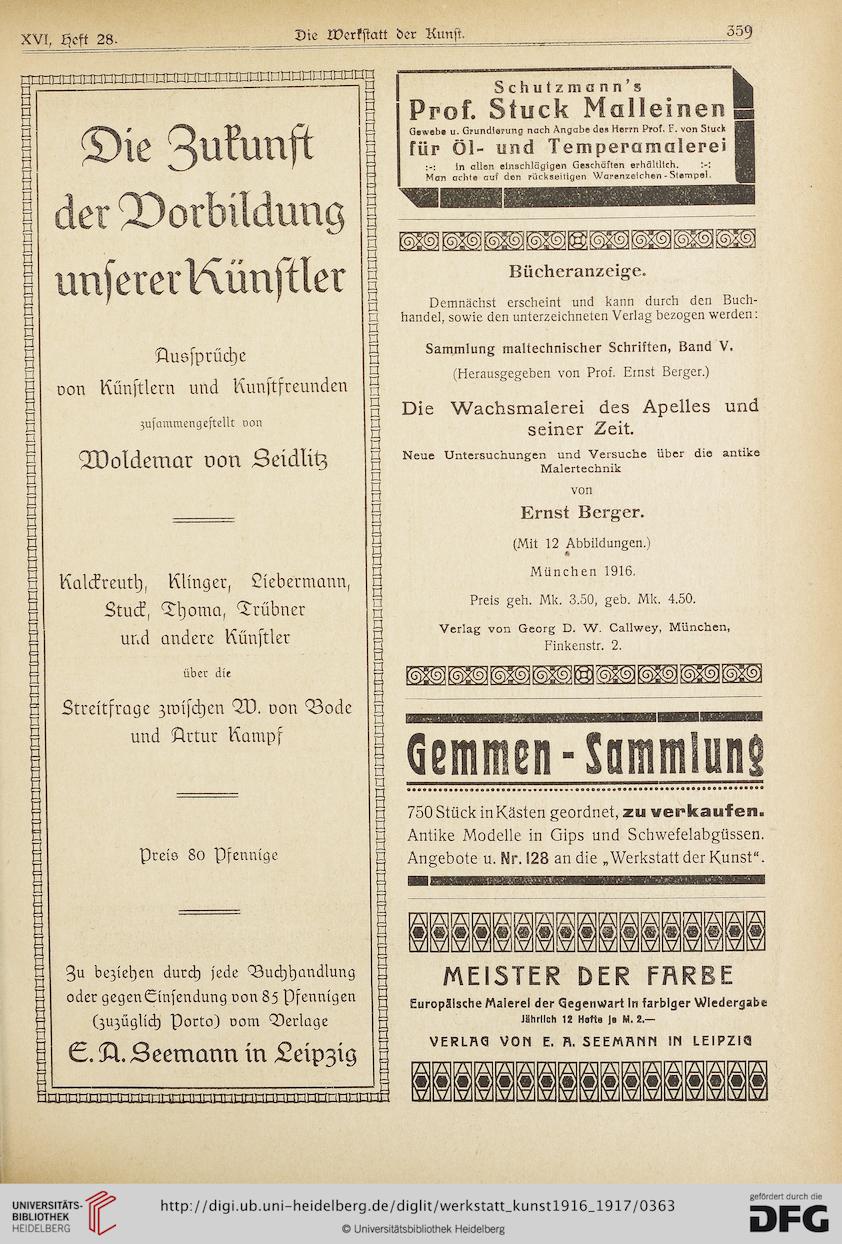 XVI, Heft 28.
Die Werkstatt der Kunst.
359
Die Zukunft
der Vorbildung
unserer Künstler
Aussprüche
von Künstlern und Kunstfreunden
zusammengestellt von
Woldemar von Seidlitz
Kalckreuth, Klinger, Liebermann,
Stuck, Thoma, Trübner
und andere Künstler
über die
Streitfrage zwischen W. von Bode
und Artur Kampf
Preis 80 Pfennige
Zu beziehen durch jede Buchhandlung
oder gegen Einsendung von 85 Pfennigen
(zuzüglich Porto) vom Verlage
E. A. Seemann in Leipzig
Schutzmann's
Prof. Stuck Malleinen
Gewebe u. Grundierung nach Angabe des Herrn Prof. F. von Stuck
für Öl- und Temperamalerei
:-: In allen einschlägigen Geschäften erhältlich. :-:
Man achte auf den rückseitigen Warenzeichen-Stempel.
Bücheranzeige.
Demnächst erscheint und kann durch den Buch-
handel, sowie den unterzeichneten Verlag bezogen werden:
Sammlung maltechnischer Schriften, Band V.
(Herausgegeben von Prof. Ernst Berger.)
Die Wachsmalerei des Apelles und
seiner Zeit.
Neue Untersuchungen und Versuche über die antike
Malertechnik
von
Ernst Berger.
(Mit 12 Abbildungen.)
München 1916.
Preis geh. Mk. 3.50, geb. Mk. 4.50.
Verlag von Georg D. W. Callwey, München,
Finkenstr. 2.
Gemmen-Sammlung
750 Stück in Kästen geordnet, zu verkaufen.
Antike Modelle in Gips und Schwefelabgüssen.
Angebote u. Nr. 128 an die „Werkstatt der Kunst“.
MEISTER DER FARBE
Europäische Malerei der Gegenwart in farbiger Wiedergabe
Jährlich 12 Hefte je M. 2.—
VERLAG VON E. A. SEEMANN IN LEIPZIG
UNIVERSITÄTS-
BIBLIOTHEK
HEIDELBERG
http://digi.ub.uni-heidelberg.de/diglit/werkstatt_kunst1916_1917/0363
© Universitätsbibliothek Heidelberg
gefördert durch die
DFG